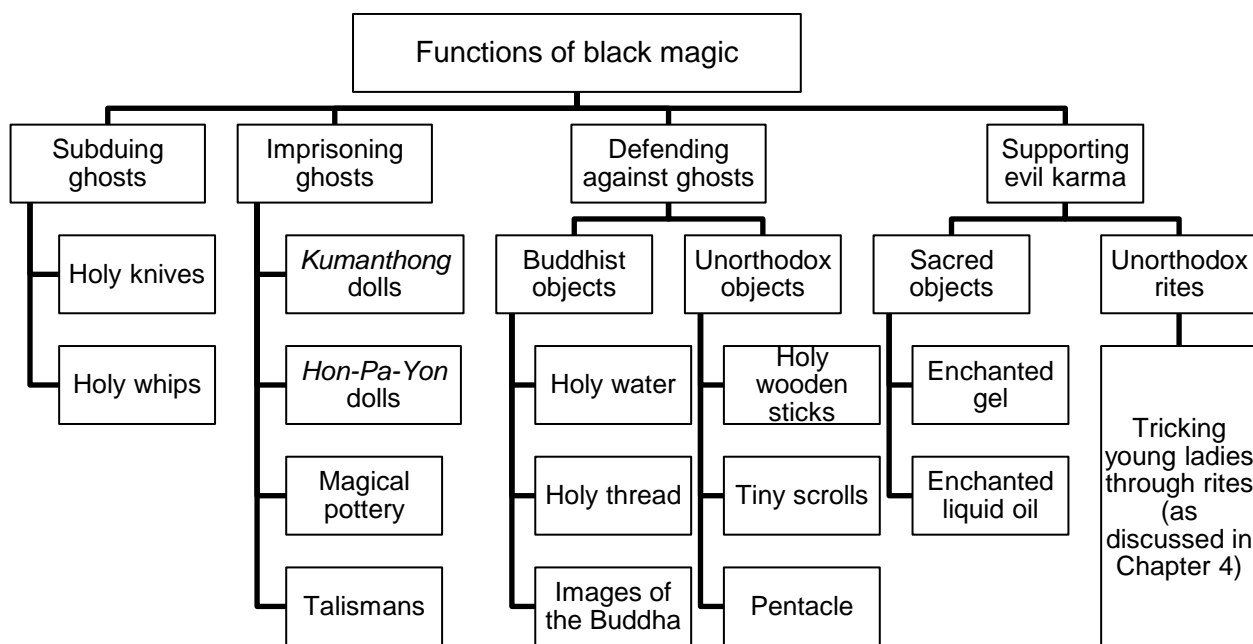 Functions of black magic
Subduing
ghosts
Imprisoning
ghosts
Defending
against ghosts
Supporting
evil karma
Holy knives
Holy whips
Kumanthong
dolls
Hon-Pa-Yon
dolls
Magical
pottery
Talismans
Buddhist
objects
Unorthodox
objects
Holy water
Holy thread
Images of
the Buddha
Holy
wooden
sticks
Tiny scrolls
Pentacle
Sacred
objects
Unorthodox
rites
Enchanted
gel
Enchanted
liquid oil
Tricking
young ladies
through rites
(as
discussed in
Chapter 4)